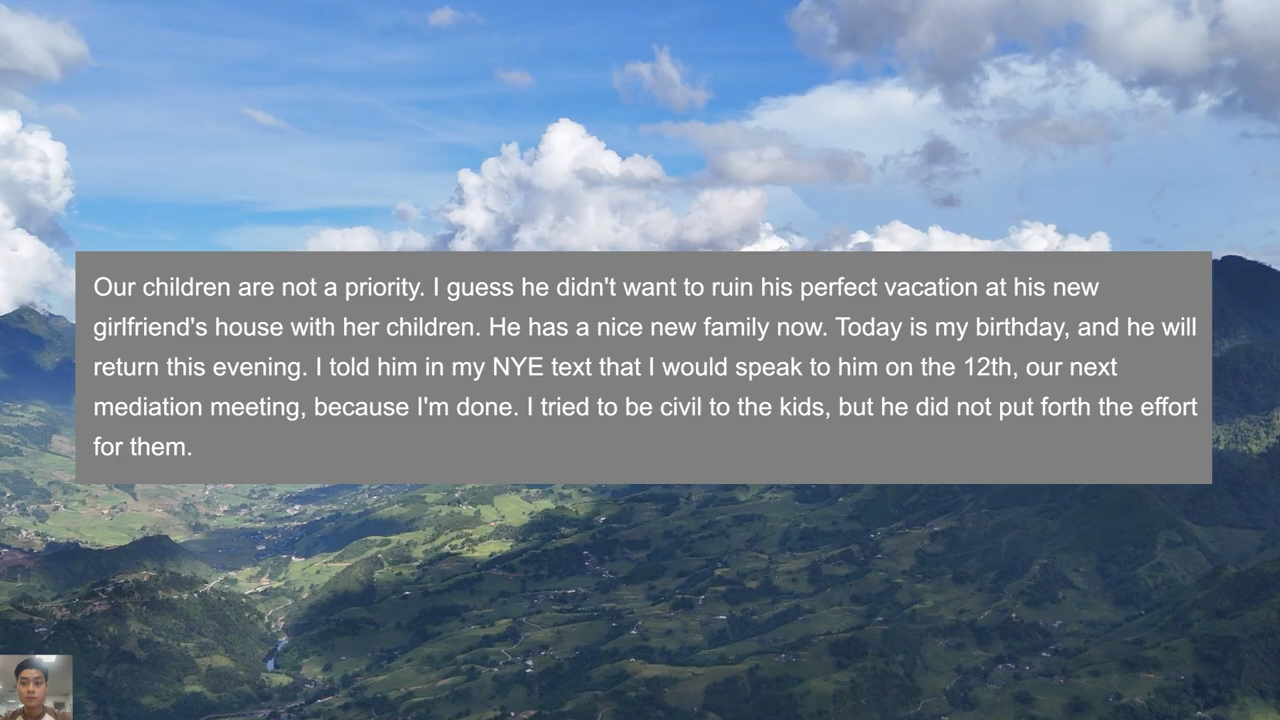 Our children are not a priority. I guess he didn't want to ruin his perfect vacation at his new
girlfriend's house with her children. He has a nice new family now. Today is my birthday, and he will
return this evening. I told him in my NYE text that I would speak to him on the 12th, our next
mediation meeting, because I'm done. I tried to be civil to the kids, but he did not put forth the effort
for them.